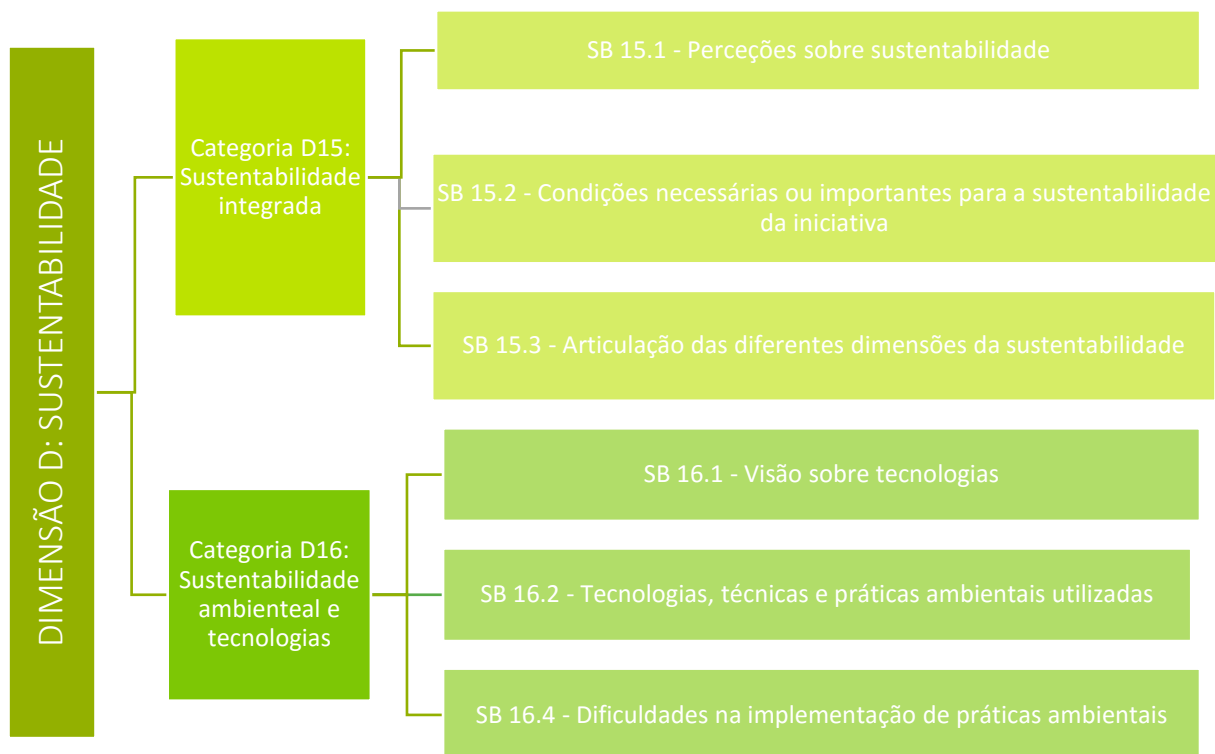 DIMENSÃO D: SUSTENTABILIDADE
Categoria D15:
Sustentabilidade
integrada
SB 15.1 - Perceções sobre sustentabilidade
SB 15.2 - Condições necessárias ou importantes para a sustentabilidade
da iniciativa
SB 15.3 - Articulação das diferentes dimensões da sustentabilidade
Categoria D16:
Sustentabilidade
ambienteal e
tecnologias
SB 16.1 - Visão sobre tecnologias
SB 16.2 - Tecnologias, técnicas e práticas ambientais utilizadas
SB 16.4 - Dificuldades na implementação de práticas ambientais